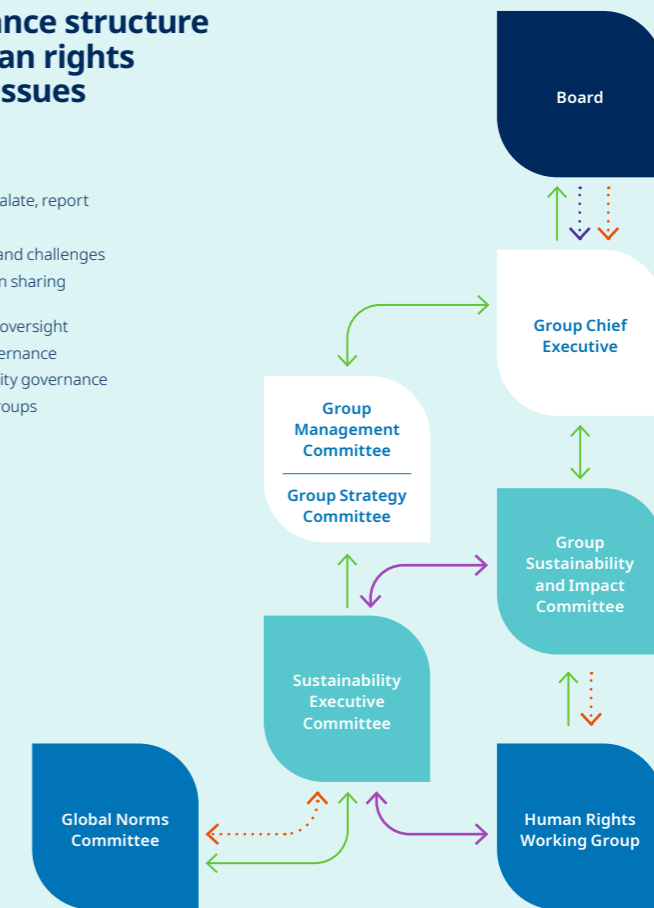 ance structure
an rights
issues
alate, report
and challenges
n sharing
oversight
ernance
ity governance
roups
Board
Group Chief
Executive
Group
Management
Committee
Group Strategy
Committee
Group
Sustainability
and Impact
Committee
Sustainability
Executive
Committee
Global Norms
Committee
Human Rights
Working Group